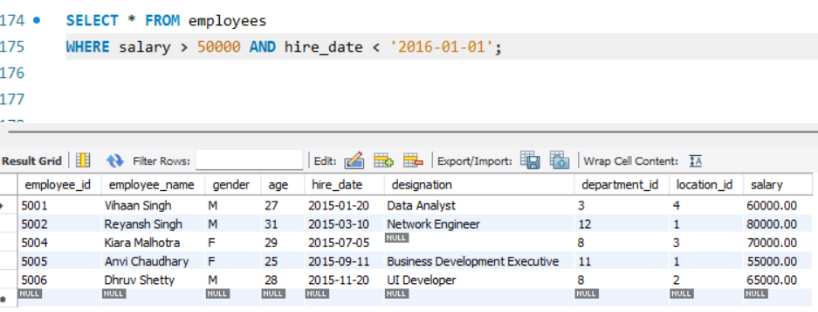 174 SELECT * FROM employees
175 WHERE salary > 50000 AND hire_date < '2016-01-01';
176
177
Result Grid Filter Rows: Edit: Export/Import: Wrap Cell Content: IA
employee_id employee_name gender age hire_date designation department_id location_id salary
5001 Vihaan Singh M 27 2015-01-20 Data Analyst 3 4 60000.00
5002 Reyansh Singh M 31 2015-03-10 Network Engineer 12 1 80000.00
5004 Kiara Malhotra F 29 2015-07-05 NULL 8 3 70000.00
5005 Anvi Chaudhary F 25 2015-09-11 Business Development Executive 11 1 55000.00
5006 Dhruv Shetty M 28 2015-11-20 UI Developer 8 2 65000.00
NULL NULL NULL NULL NULL NULL NULL NULL NULL